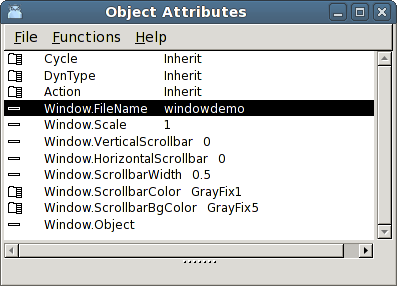 Object Attributes
File Functions Help
Cycle Inherit
DynType Inherit
Action Inherit
Window.FileName windowdemo
Window.Scale 1
Window.VerticalScrollbar 0
Window.HorizontalScrollbar 0
Window.ScrollbarWidth 0.5
Window.ScrollbarColor GrayFix1
Window.ScrollbarBgColor GrayFix5
Window.Object